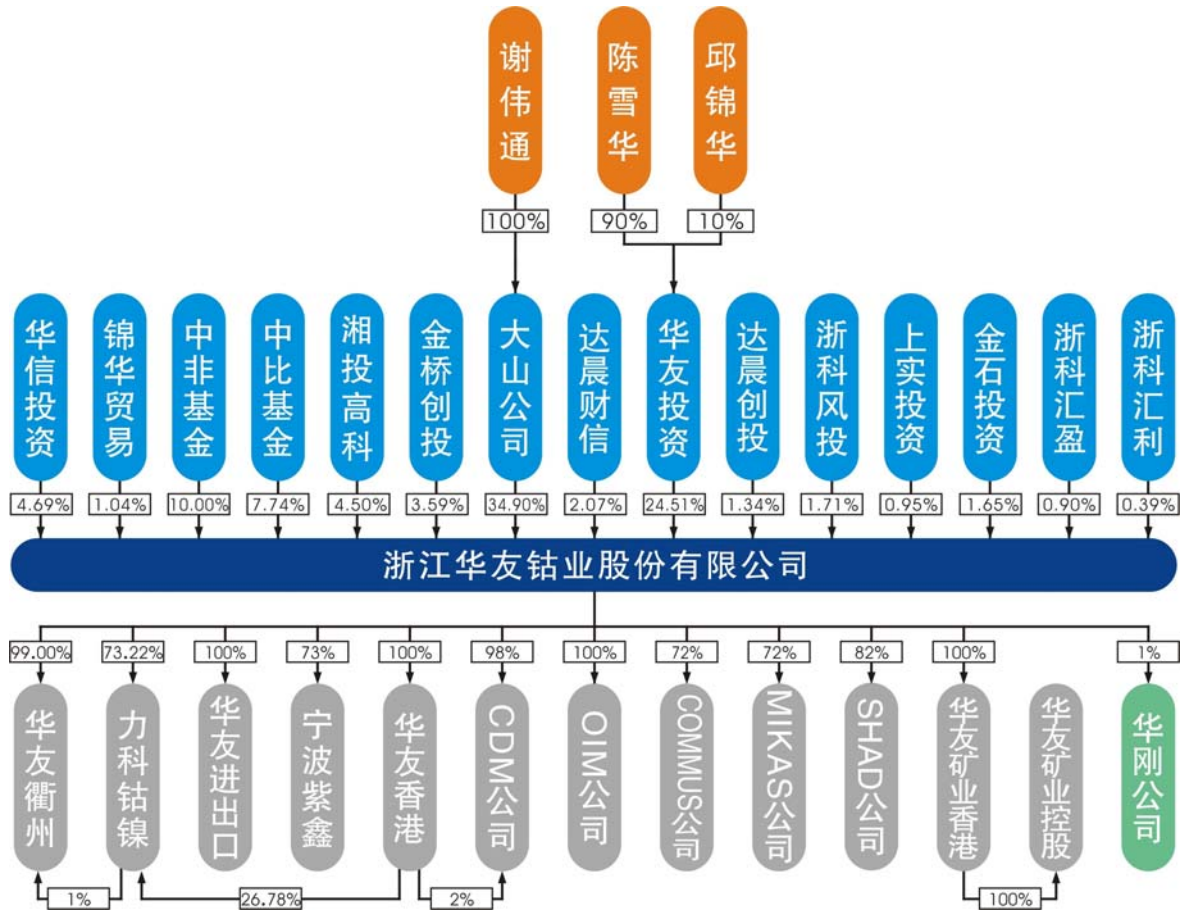 谢伟通
陈雪华
邱锦华
100%
90%
10%
华信投资
锦华贸易
中非基金
中比基金
湘投高科
金桥创投
大山公司
达晨财信
华友投资
达晨创投
浙科风投
上实投资
金石投资
浙科汇盈
浙科汇利
4.69%
1.04%
10.00%
7.74%
4.50%
3.59%
34.90%
2.07%
24.51%
1.34%
1.71%
0.95%
1.65%
0.90%
0.39%
浙江华友钴业股份有限公司
99.00%
73.22%
100%
73%
100%
98%
100%
72%
72%
82%
100%
1%
华友衢州
力科钴镍
华友进出口
宁波紫鑫
华友香港
CDM公司
OIM公司
COMMUS公司
MIKAS公司
SHAD公司
华友矿业香港
华友矿业控股
华刚公司
1%
26.78%
2%
100%